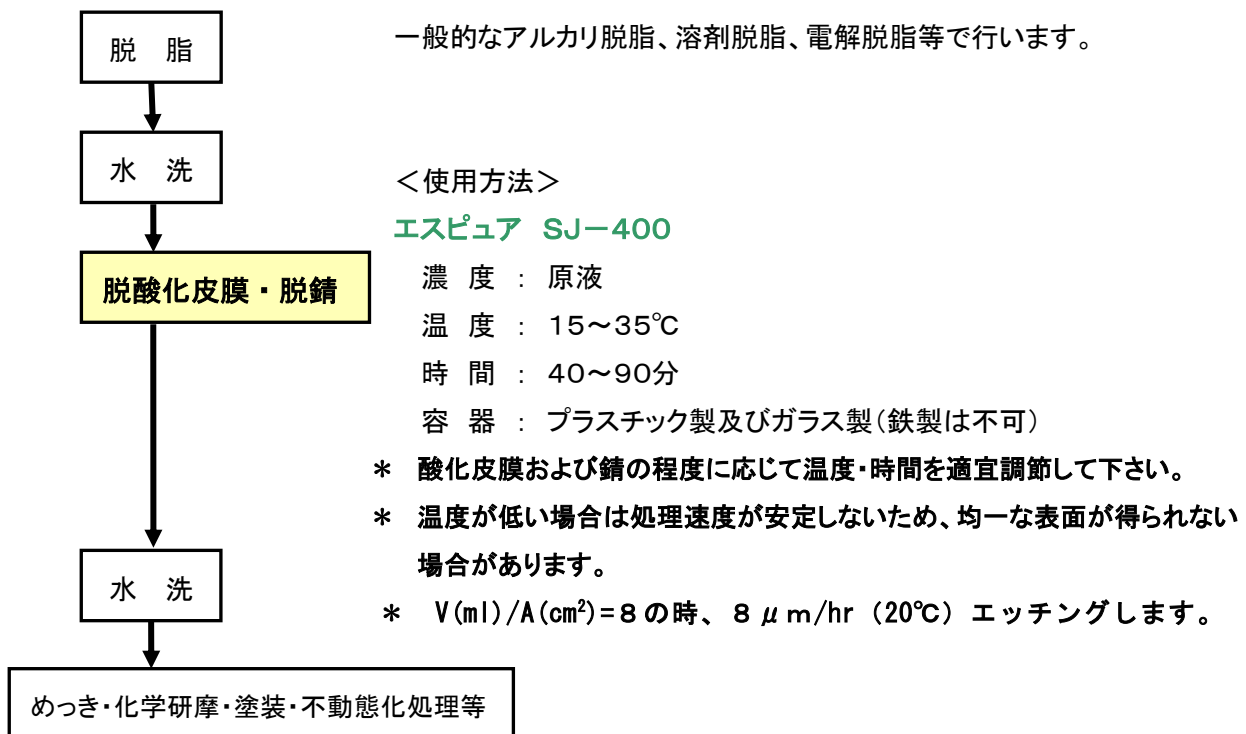 脱 脂
一般的なアルカリ脱脂、溶剤脱脂、電解脱脂等で行います。
水 洗
＜使用方法＞
エスピュア SJ－400
脱酸化皮膜・脱錆
濃 度 : 原液
温 度 : 15～35℃
時 間 : 40～90分
容 器 : プラスチック製及びガラス製(鉄製は不可)
＊ 酸化皮膜および錆の程度に応じて温度・時間を適宜調節して下さい。
＊ 温度が低い場合は処理速度が安定しないため、均一な表面が得られない
場合があります。
水 洗
＊ V(ml)/A(cm²)=8の時、8μm/hr (20℃) エッチングします。
めっき・化学研摩・塗装・不動態化処理等